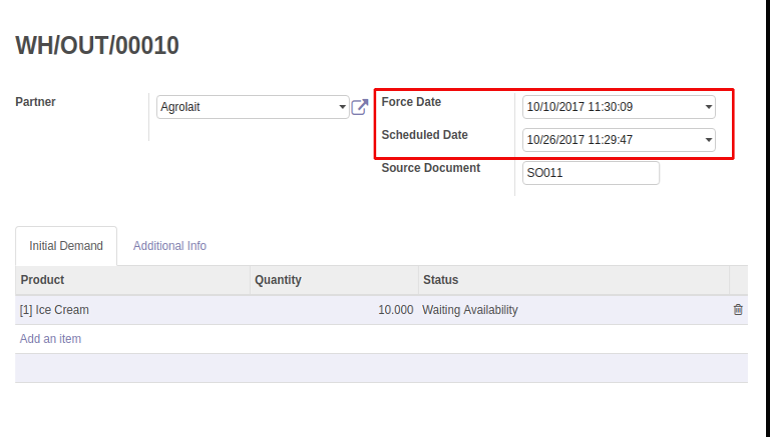 WH/OUT/00010
Partner
Agrolait
Force Date
10/10/2017 11:30:09
Scheduled Date
10/26/2017 11:29:47
Source Document
SO011
Initial Demand
Additional Info
Product Quantity Status
[1] Ice Cream 10.000 Waiting Availability
Add an item